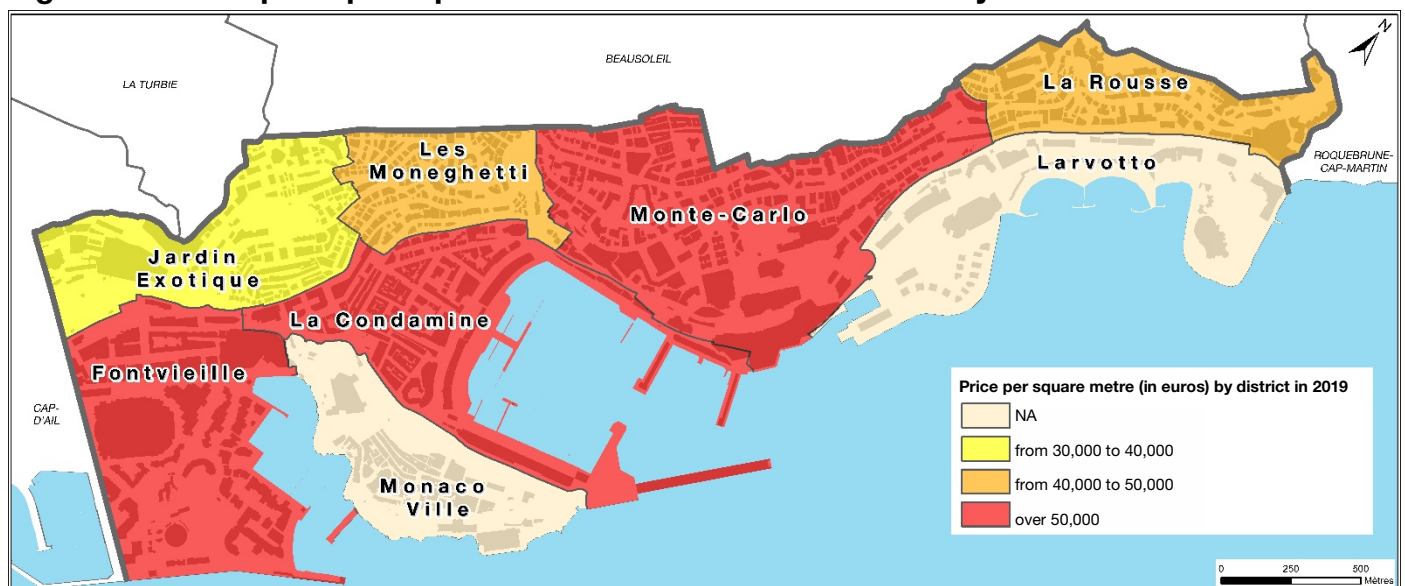 LA TURBIE
BEAUSOLEIL
N
La Rousse
Les
Moneghetti
Larvotto
ROQUEBRUNE-
CAP-MARTIN
Monte-Carlo
Jardin
Exotique
La Condamine
Fontvieille
CAP-
D'AIL
Monaco
Ville
Price per square metre (in euros) by district in 2019
NA
from 30,000 to 40,000
from 40,000 to 50,000
over 50,000
0 250 500
Mètres